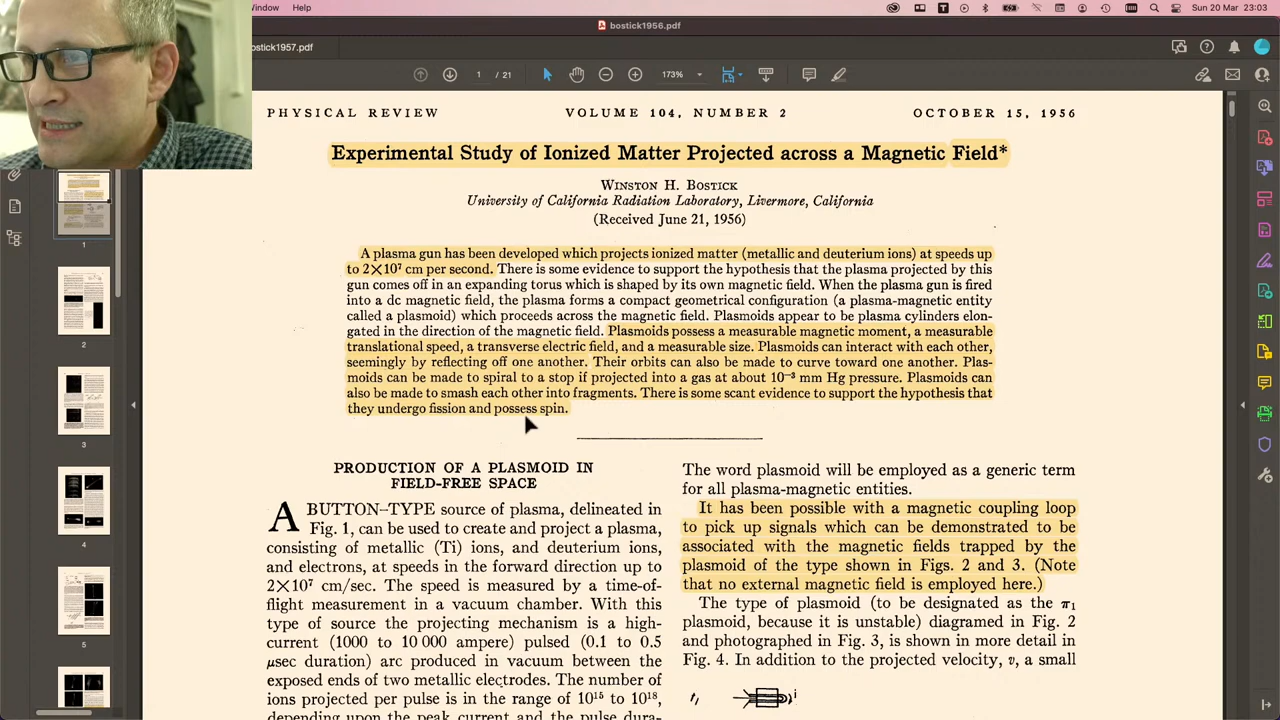 Production Window Help
Sun 20 Mar 23:03
bostick1956.pdf
ostick1957.pdf
1 / 21
173%
PHYSICAL REVIEW VOLUME 104, NUMBER 2 OCTOBER 15, 1956
Experimental Study of Ionized Matter Projected across a Magnetic Field*
WINSTON H. BOSTICK
University of California Radiation Laboratory, Livermore, California
(Received June 21, 1956)
A plasma gun has been developed which projects ionized matter (metallic and deuterium ions) at speeds up
2×10⁷ cm per second. There is some evidence to support the hypothesis that the plasma projected by this
gun comes off as an expanding torus which is shaped by its own magnetic field. When the plasma gun is fired
into a dc magnetic field, the plasma forms a compact geometrical configuration (a plasma-magnetic entity
called a plasmoid) which proceeds across the magnetic field. Plasmoids appear to be plasma cylinders elon-
gated in the direction of the magnetic field. Plasmoids possess a measurable magnetic moment, a measurable
translational speed, a transverse electric field, and a measurable size. Plasmoids can interact with each other,
seemingly by reflecting off one another. Their orbits can also be made to curve toward one another. Plas-
moids can be made to spiral to a stop if projected into a gas at about 10⁻³ mm Hg pressure. Plasmoids can
also be made to smash each other into fragments. There is some scant evidence to support the hypothesis that
they undergo fission and possess spin.
PRODUCTION OF A PLASMOID IN
FIELD-FREE SPACE
A BUTTON-TYPE source of plasma, delineated in
Fig. 1, can be used to create and project a plasma,
consisting of metallic (Ti) ions, and deuterium ions,
and electrons, at speeds in the forward direction up to
2×10⁷ cm/sec. The speed is measured by a time-of-
flight measurement in a vacuum chamber. With this
type of source the projecting mechanism is a high-
current (1000 to 10 000 ampere) pulsed (0.1 to 0.5
μsec duration) arc produced in vacuum between the
exposed ends of two metallic electrodes. The number of
ions projected per pulse is in the range of 10¹⁵ to 10¹⁸,
depending upon the peak current and the pulse dura-
The word plasmoid will be employed as a generic term
for all plasma-magnetic entities.
It has been possible with a magnetic coupling loop
to pick up signals which can be demonstrated to be
associated with the magnetic fields trapped by the
plasmoid of the type shown in Figs. 2 and 3. (Note
that no external magnetic field is employed here.)
The type of plasmoid (to be designated as the π₁
plasmoid, because it is unstable) diagramed in Fig. 2
and photographed in Fig. 3, is shown in more detail in
Fig. 4. In addition to the projected velocity, v, a small
i
1
2
3
4
5